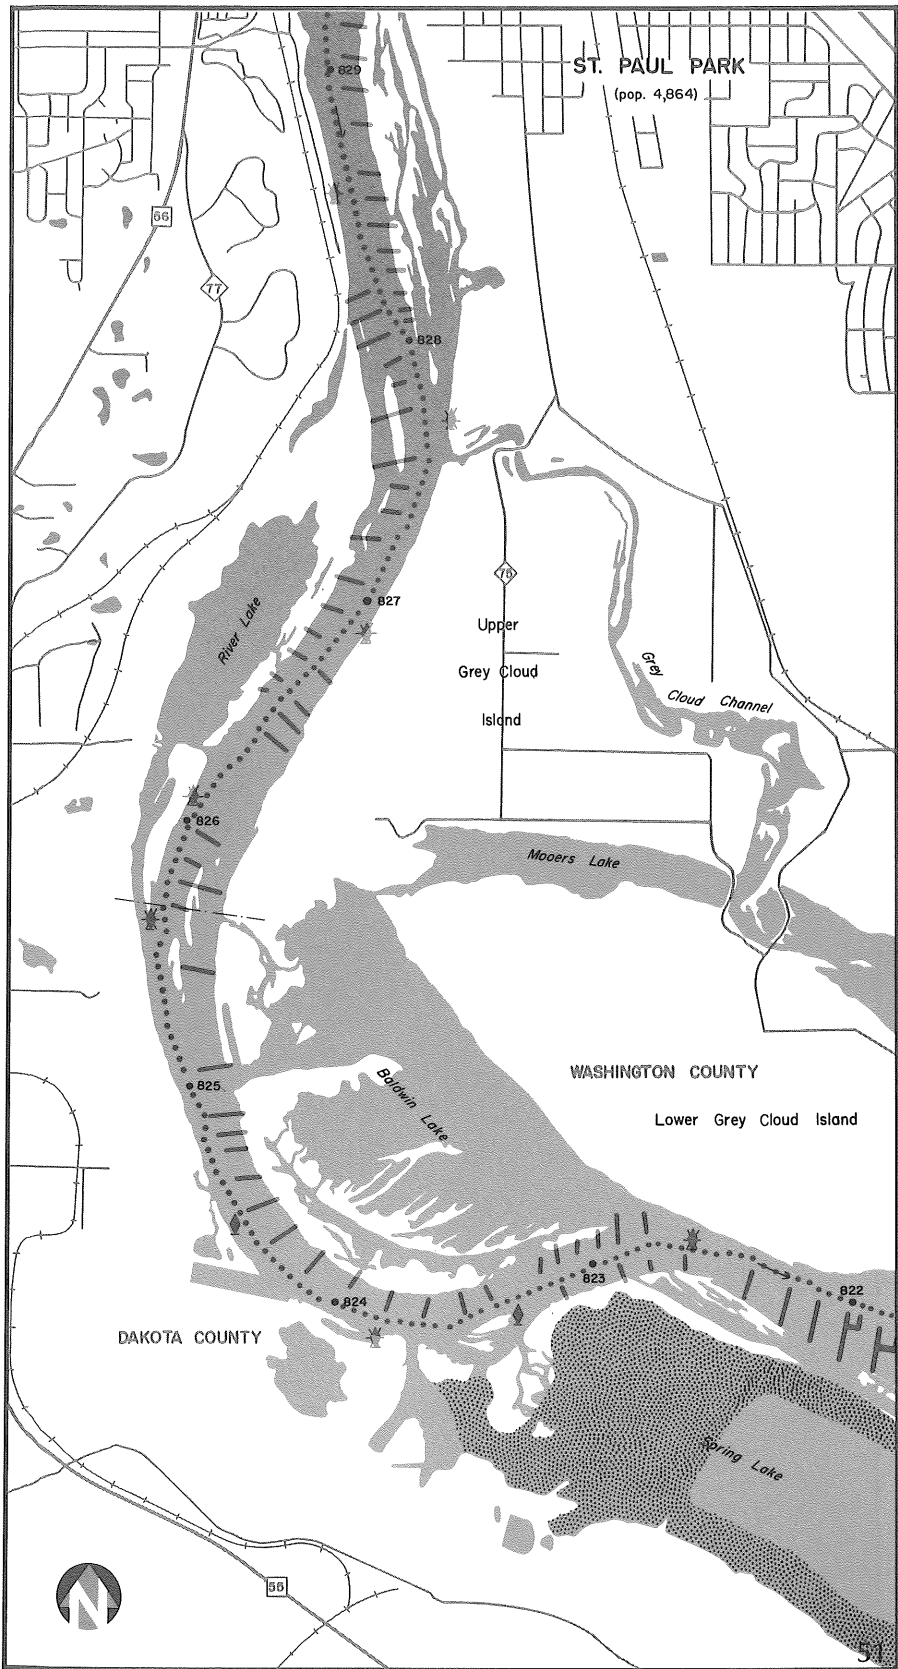 829
ST. PAUL PARK
(pop. 4,864)
56
77
828
75
827
River Lake
Upper
Grey Cloud
Island
Grey
Cloud Channel
826
Mooers Lake
825
Baldwin Lake
WASHINGTON COUNTY
Lower Grey Cloud Island
823
822
824
DAKOTA COUNTY
Spring Lake
55
N
51